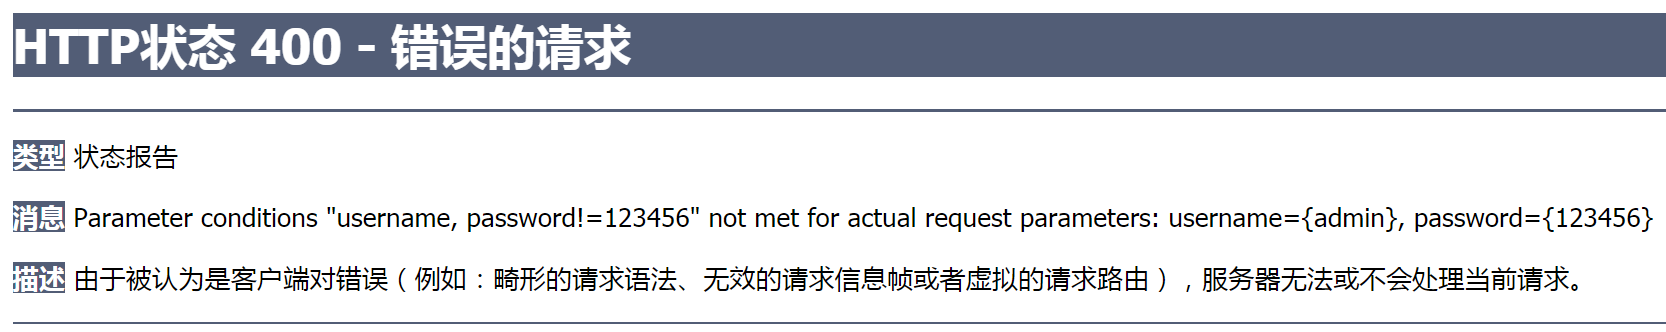 HTTP状态 400 - 错误的请求
类型 状态报告
消息 Parameter conditions "username, password!=123456" not met for actual request parameters: username={admin}, password={123456}
描述 由于被认为是客户端对错误（例如：畸形的请求语法、无效的请求信息帧或者虚拟的请求路由），服务器无法或不会处理当前请求。